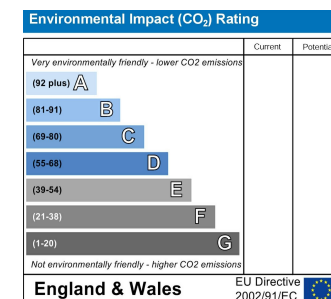 Environmental Impact (CO₂) Rating
Current Potentia
Very environmentally friendly - lower CO2 emissions
(92 plus) A
(81-91) B
(69-80) C
(55-68) D
(39-54) E
(21-38) F
(1-20) G
Not environmentally friendly - higher CO2 emissions
England & Wales
EU Directive
2002/91/EC